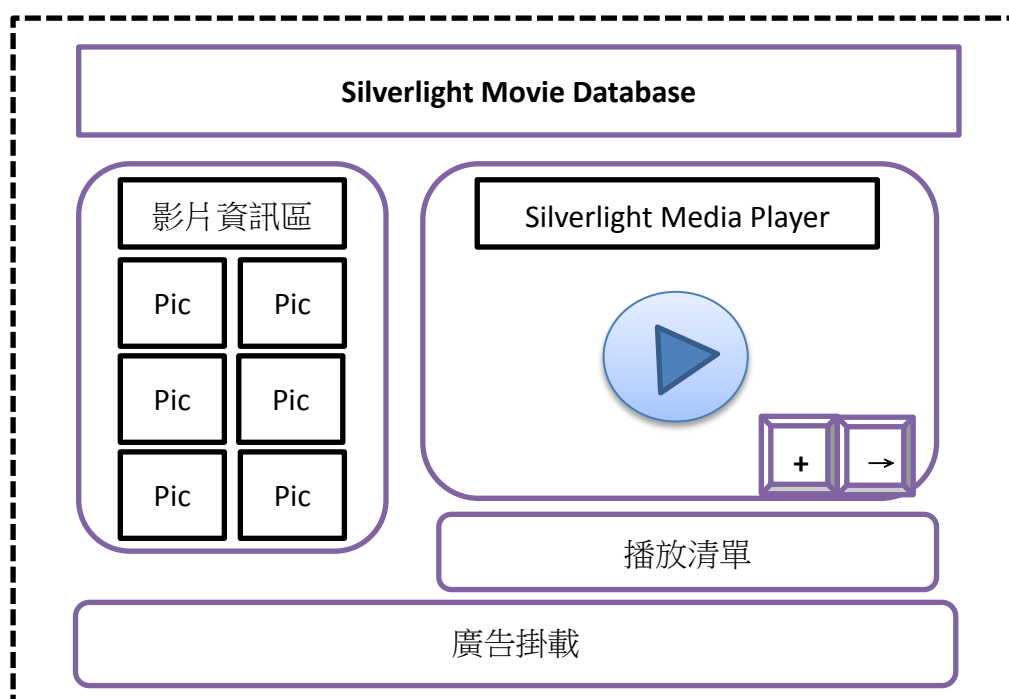 Silverlight Movie Database
影片資訊區
Pic Pic
Pic Pic
Pic Pic
Silverlight Media Player
+ →
播放清單
廣告掛載